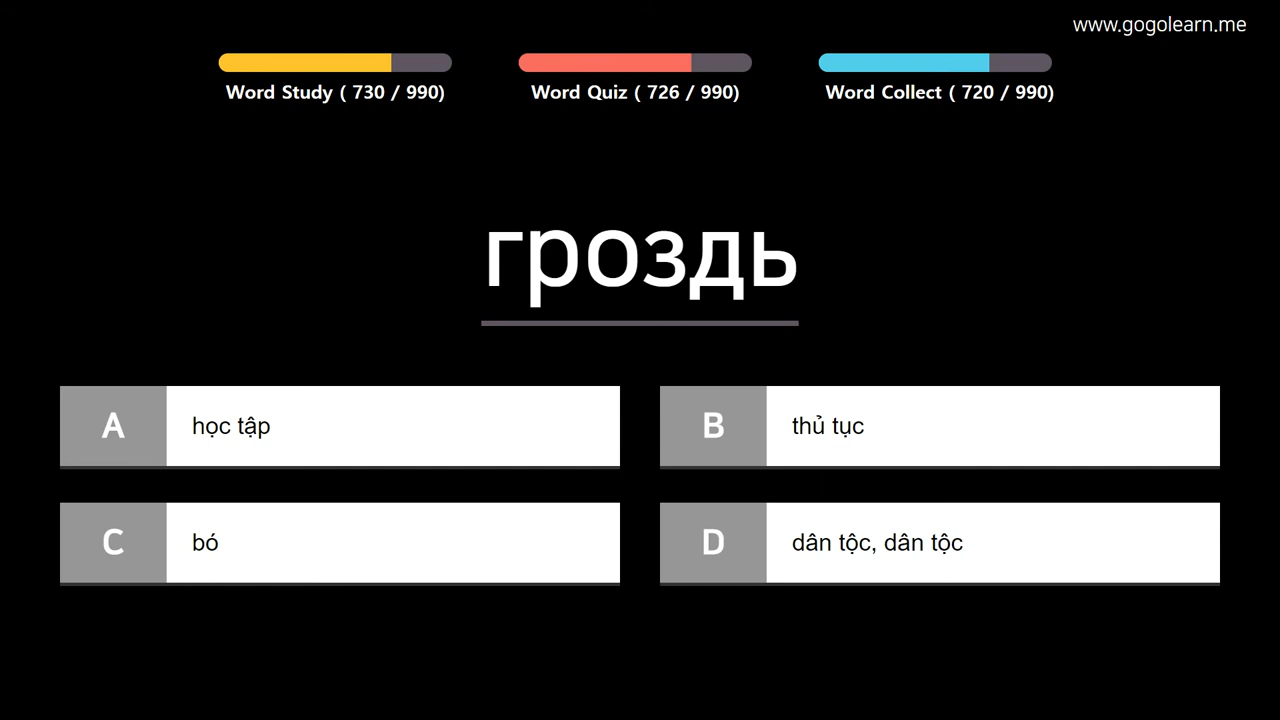 www.gogolearn.me
Word Study ( 730 / 990)
Word Quiz ( 726 / 990)
Word Collect ( 720 / 990)
гроздь
A học tập
B thủ tục
C bó
D dân tộc, dân tộc